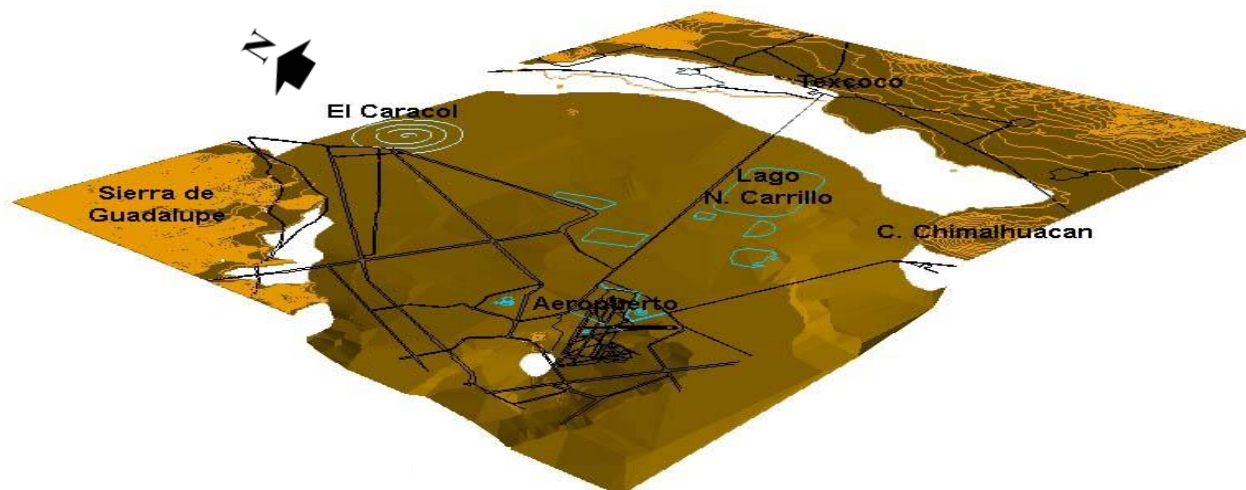 N
El Caracol
Texcoco
Sierra de
Guadalupe
Lago
N. Carrillo
C. Chimalhuacan
Aeropuerto